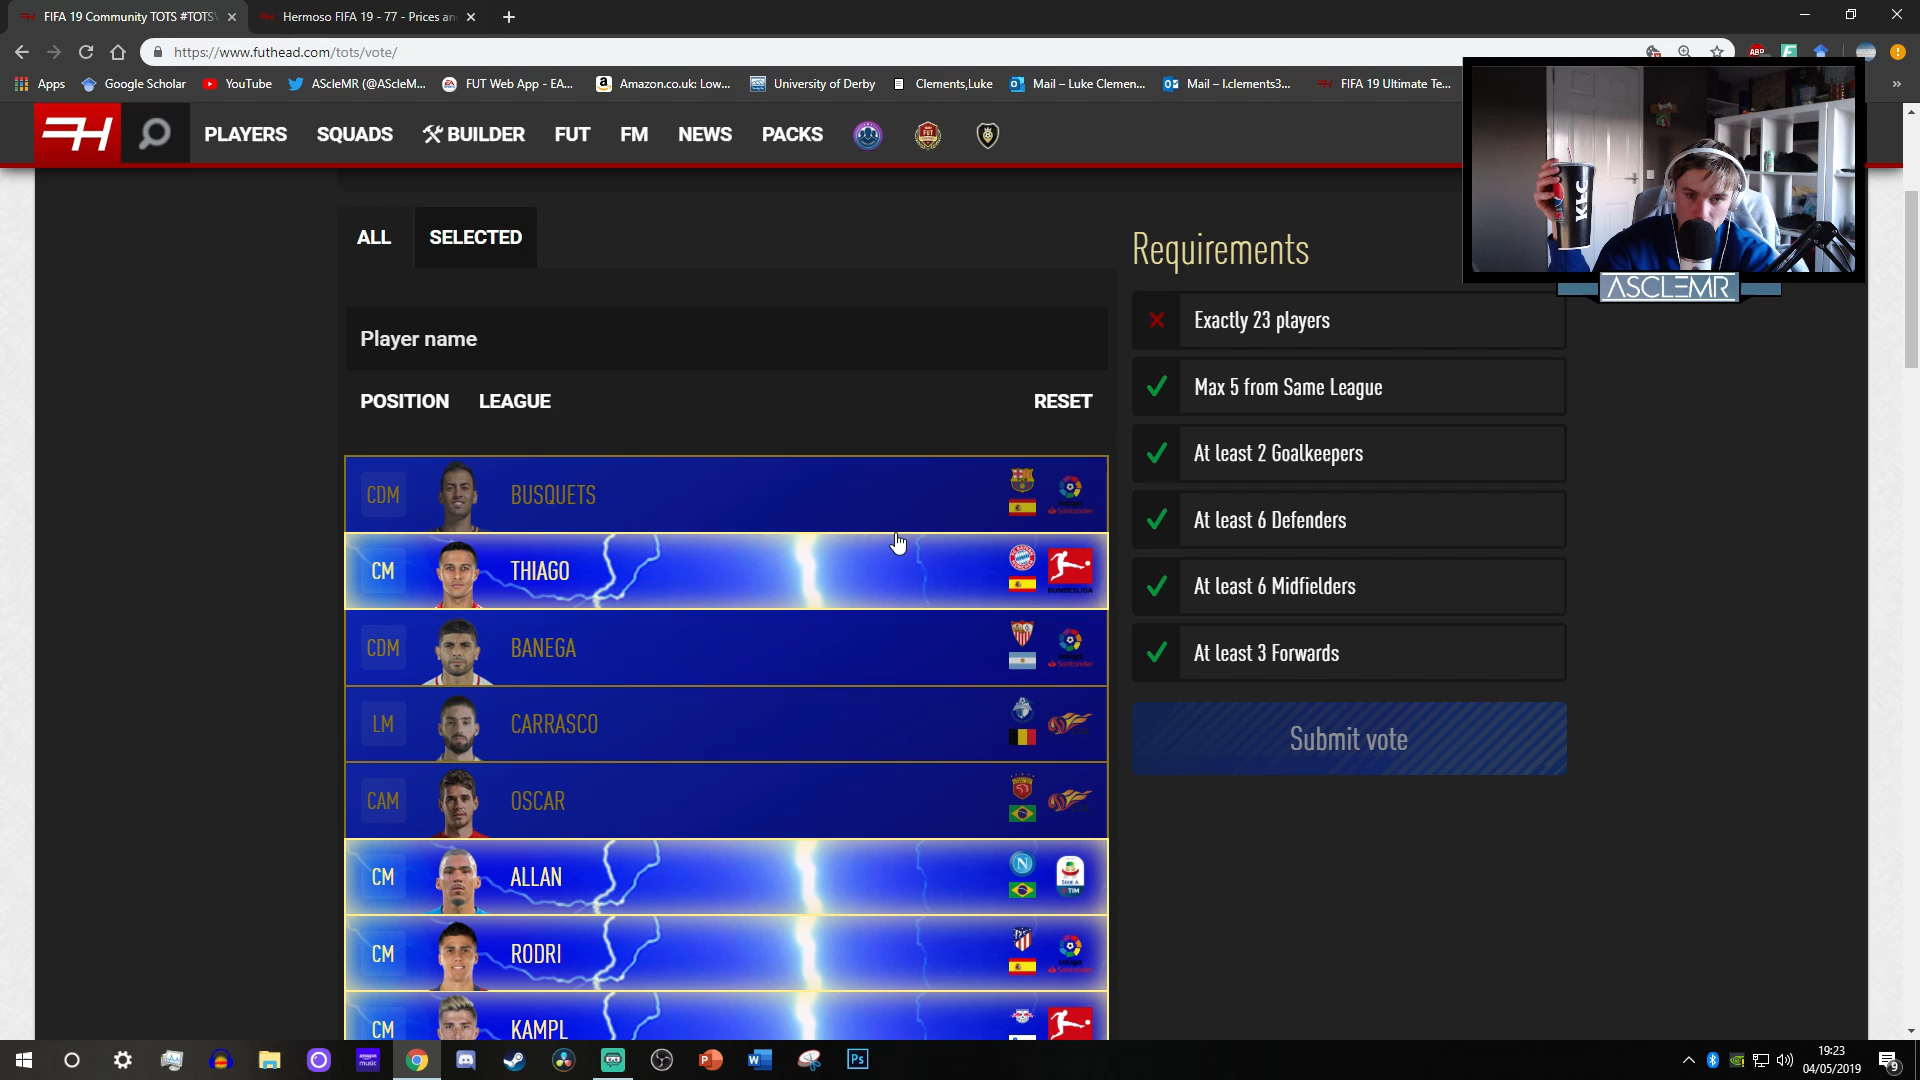 FIFA 19 Community TOTS #TOTSV
Hermoso FIFA 19 - 77 - Prices an
https://www.futhead.com/tots/vote/
Apps
Google Scholar
YouTube
AScleMR (@AScleM...
FUT Web App - EA...
Amazon.co.uk: Low...
University of Derby
Clements,Luke
Mail – Luke Clemen...
Mail – l.clements3...
FIFA 19 Ultimate Te...
PLAYERS
SQUADS
BUILDER
FUT
FM
NEWS
PACKS
KFC
ASCLEMR
ALL
SELECTED
Player name
POSITION
LEAGUE
RESET
CDM BUSQUETS
CM THIAGO
BUNDESLIGA
CDM BANEGA
LM CARRASCO
CAM OSCAR
CM ALLAN
CM RODRI
CM KAMPL
Requirements
Exactly 23 players
Max 5 from Same League
At least 2 Goalkeepers
At least 6 Defenders
At least 6 Midfielders
At least 3 Forwards
Submit vote
19:23
04/05/2019